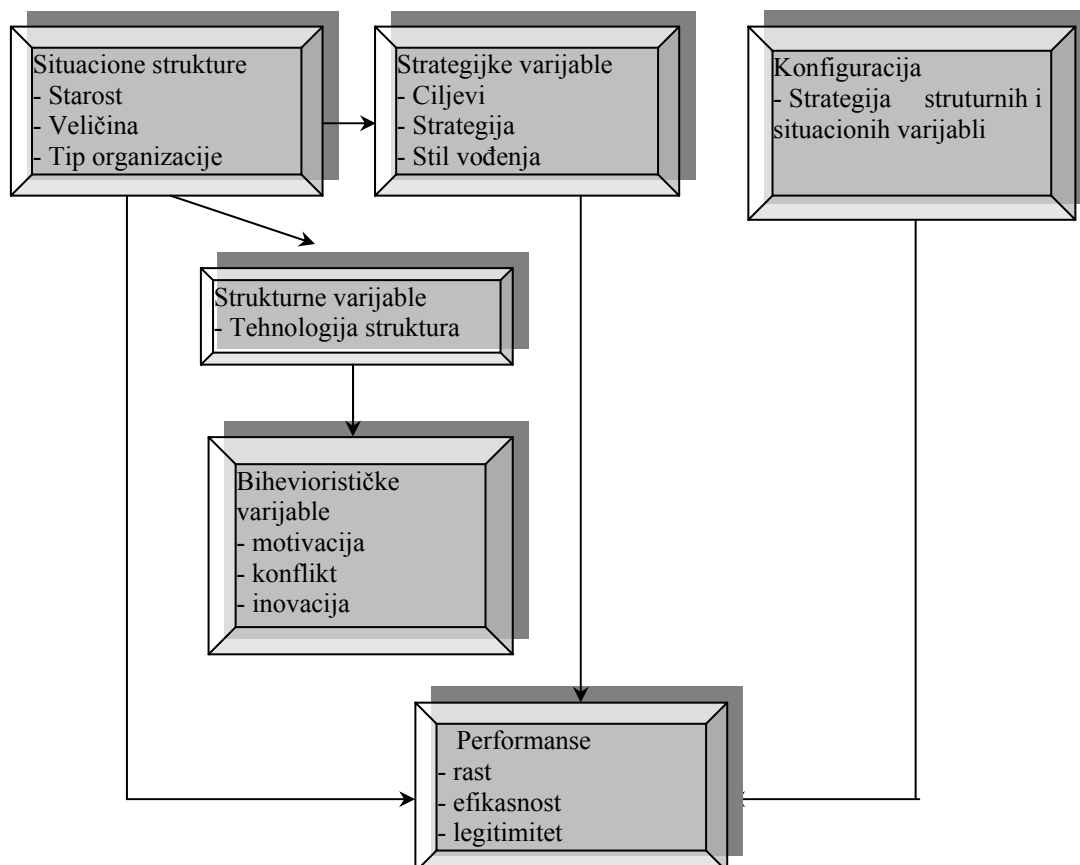 Situacione strukture
- Starost
- Veličina
- Tip organizacije
Strategijke varijable
- Ciljevi
- Strategija
- Stil vođenja
Konfiguracija
- Strategija struturnih i
situacionih varijabli
Strukturne varijable
- Tehnologija struktura
Biheviorističke
varijable
- motivacija
- konflikt
- inovacija
Performanse
- rast
- efikasnost
- legitimitet